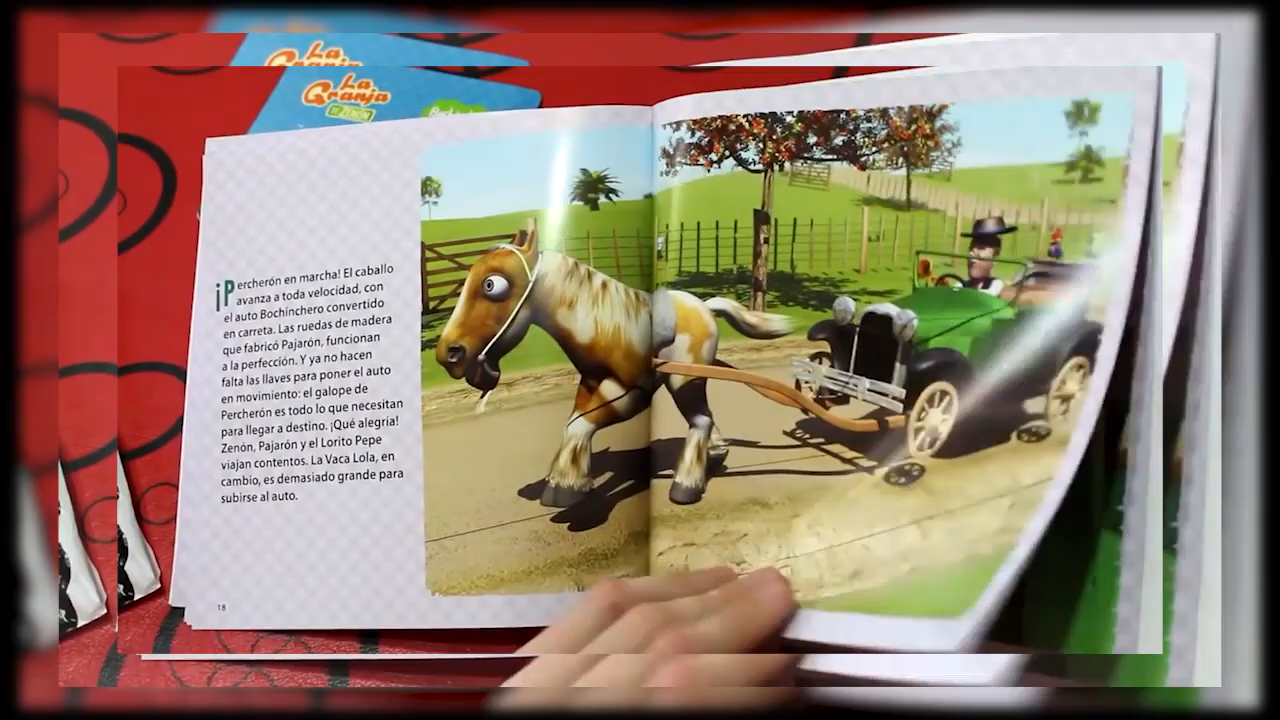 La
Granja
La
Granja
DE ZENÓN
¡Percherón en marcha! El caballo
avanza a toda velocidad, con
el auto Bochinchero convertido
en carreta. Las ruedas de madera
que fabricó Pajarón, funcionan
a la perfección. Y ya no hacen
falta las llaves para poner el auto
en movimiento: el galope de
Percherón es todo lo que necesitan
para llegar a destino. ¡Qué alegría!
Zenón, Pajarón y el Lorito Pepe
viajan contentos. La Vaca Lola, en
cambio, es demasiado grande para
subirse al auto.
18